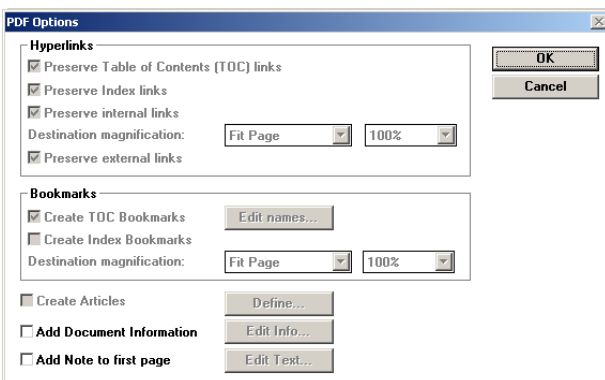 PDF Options
Hyperlinks
Preserve Table of Contents (TOC) links
OK
Preserve Index links
Cancel
Preserve internal links
Destination magnification: Fit Page 100%
Preserve external links
Bookmarks
Create TOC Bookmarks Edit names...
Create Index Bookmarks
Destination magnification: Fit Page 100%
Create Articles Define...
Add Document Information Edit Info...
Add Note to first page Edit Text...